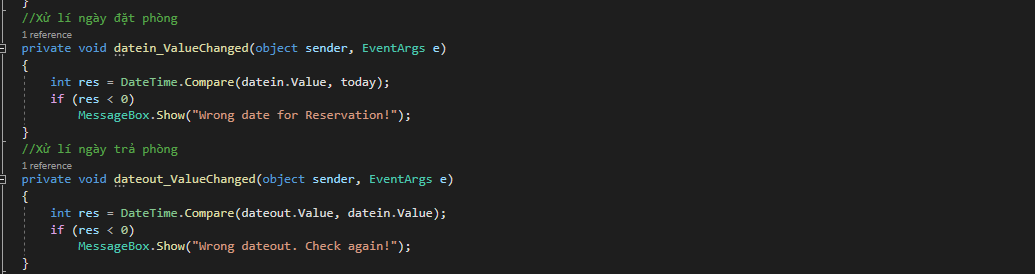 }
//Xử lí ngày đặt phòng
1 reference
private void datein_ValueChanged(object sender, EventArgs e)
{
int res = DateTime.Compare(datein.Value, today);
if (res < 0)
MessageBox.Show("Wrong date for Reservation!");
}
//Xử lí ngày trả phòng
1 reference
private void dateout_ValueChanged(object sender, EventArgs e)
{
int res = DateTime.Compare(dateout.Value, datein.Value);
if (res < 0)
MessageBox.Show("Wrong dateout. Check again!");
}